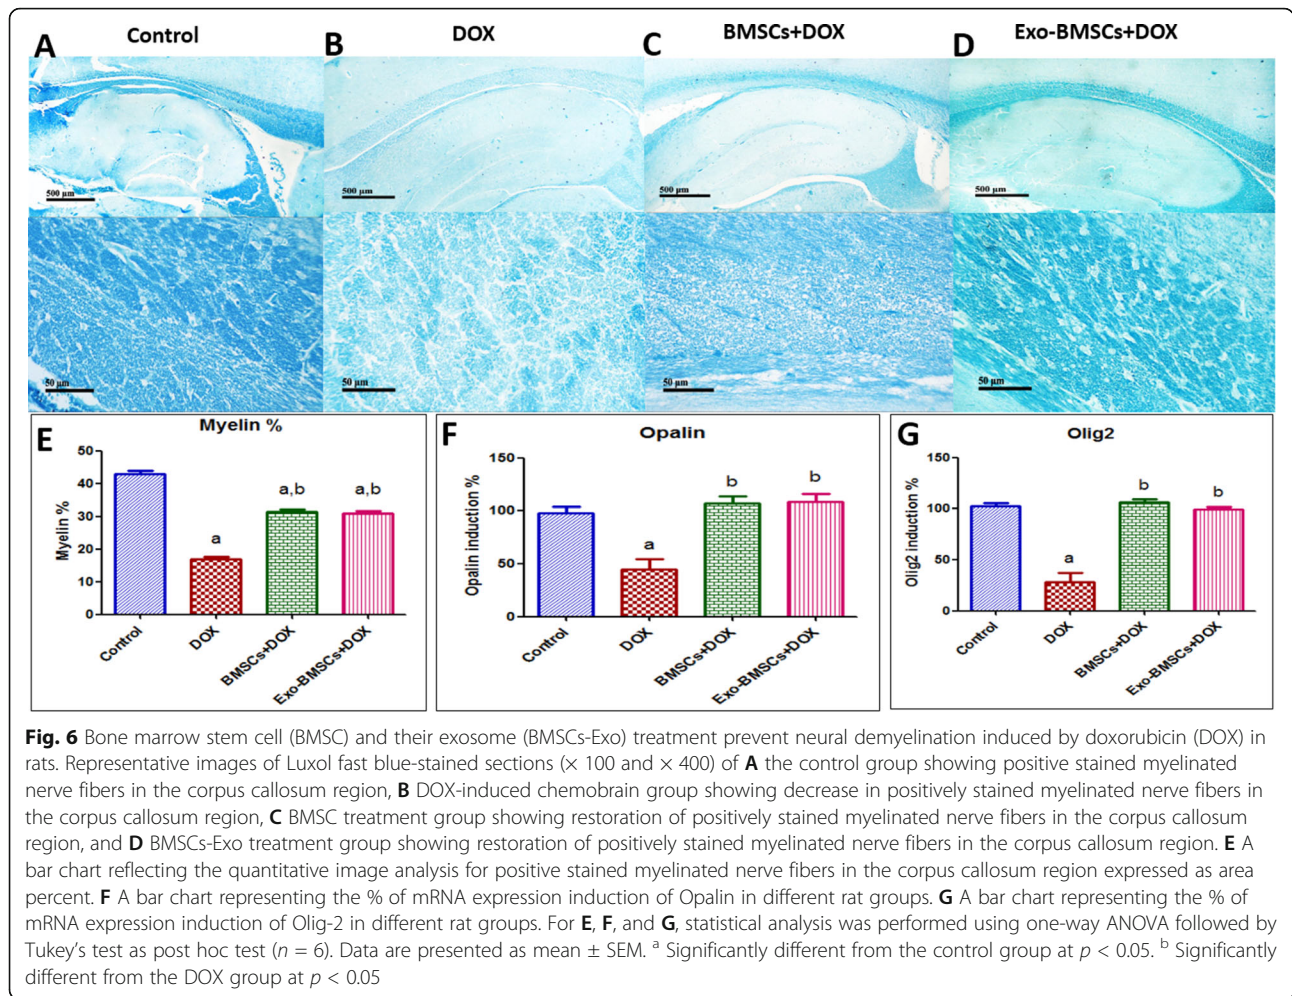 A Control
B DOX
C BMSCs+DOX
D Exo-BMSCs+DOX
500 µm
500 µm
500 µm
500 µm
50 µm
50 µm
50 µm
50 µm
E
Myelin %
Myelin %
50
40
30
20
10
0
a
a,b
a,b
Control
DOX
BMSCs+DOX
Exo-BMSCs+DOX
F
Opalin
Opalin induction %
150
100
50
0
a
b
b
Control
DOX
BMSCs+DOX
Exo-BMSCs+DOX
G
Olig2
Olig2 induction %
150
100
50
0
a
b
b
Control
DOX
BMSCs+DOX
Exo-BMSCs+DOX
Fig. 6 Bone marrow stem cell (BMSC) and their exosome (BMSCs-Exo) treatment prevent neural demyelination induced by doxorubicin (DOX) in
rats. Representative images of Luxol fast blue-stained sections (× 100 and × 400) of A the control group showing positive stained myelinated
nerve fibers in the corpus callosum region, B DOX-induced chemobrain group showing decrease in positively stained myelinated nerve fibers in
the corpus callosum region, C BMSC treatment group showing restoration of positively stained myelinated nerve fibers in the corpus callosum
region, and D BMSCs-Exo treatment group showing restoration of positively stained myelinated nerve fibers in the corpus callosum region. E A
bar chart reflecting the quantitative image analysis for positive stained myelinated nerve fibers in the corpus callosum region expressed as area
percent. F A bar chart representing the % of mRNA expression induction of Opalin in different rat groups. G A bar chart representing the % of
mRNA expression induction of Olig-2 in different rat groups. For E, F, and G, statistical analysis was performed using one-way ANOVA followed by
Tukey's test as post hoc test (n = 6). Data are presented as mean ± SEM. a Significantly different from the control group at p < 0.05. b Significantly
different from the DOX group at p < 0.05